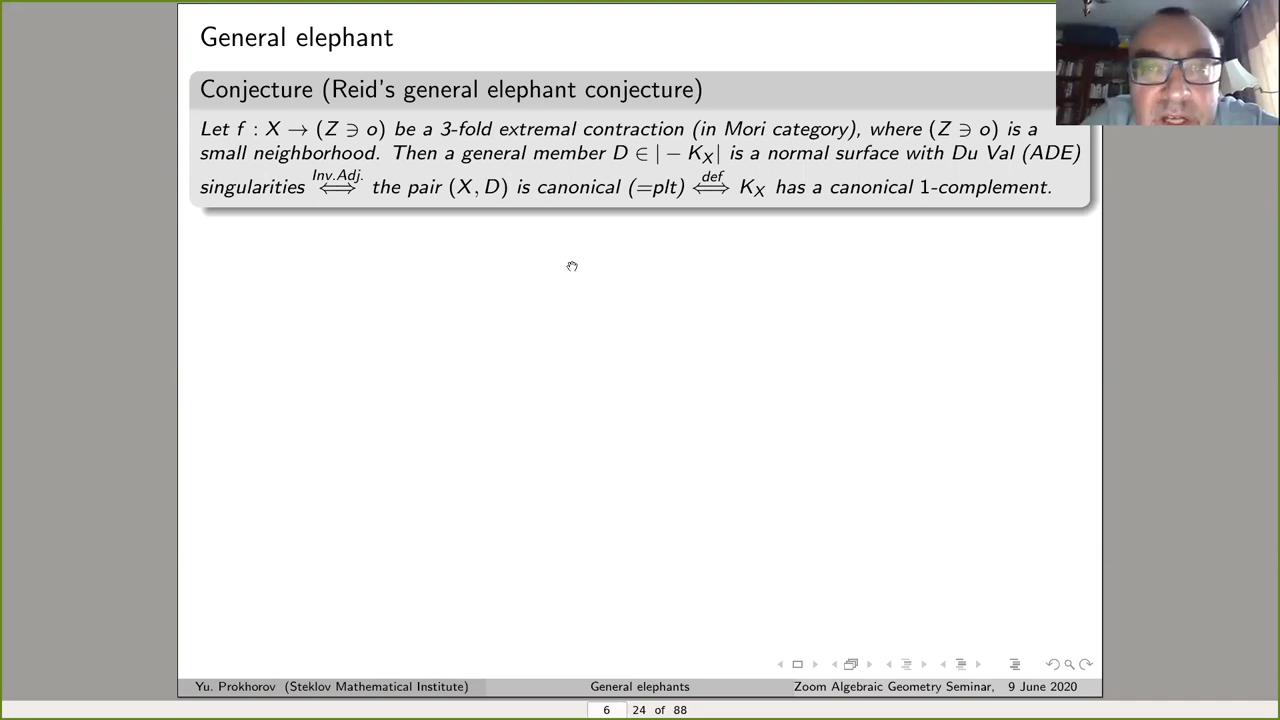 General elephant
Conjecture (Reid's general elephant conjecture)
Let f : X → (Z ∋ o) be a 3-fold extremal contraction (in Mori category), where (Z ∋ o) is a
small neighborhood. Then a general member D ∈ | − K_X| is a normal surface with Du Val (ADE)
singularities ⟺^{Inv.Adj.} the pair (X, D) is canonical (=plt) ⟺^{def} K_X has a canonical 1-complement.
Yu. Prokhorov (Steklov Mathematical Institute) General elephants Zoom Algebraic Geometry Seminar, 9 June 2020
6 24 of 88